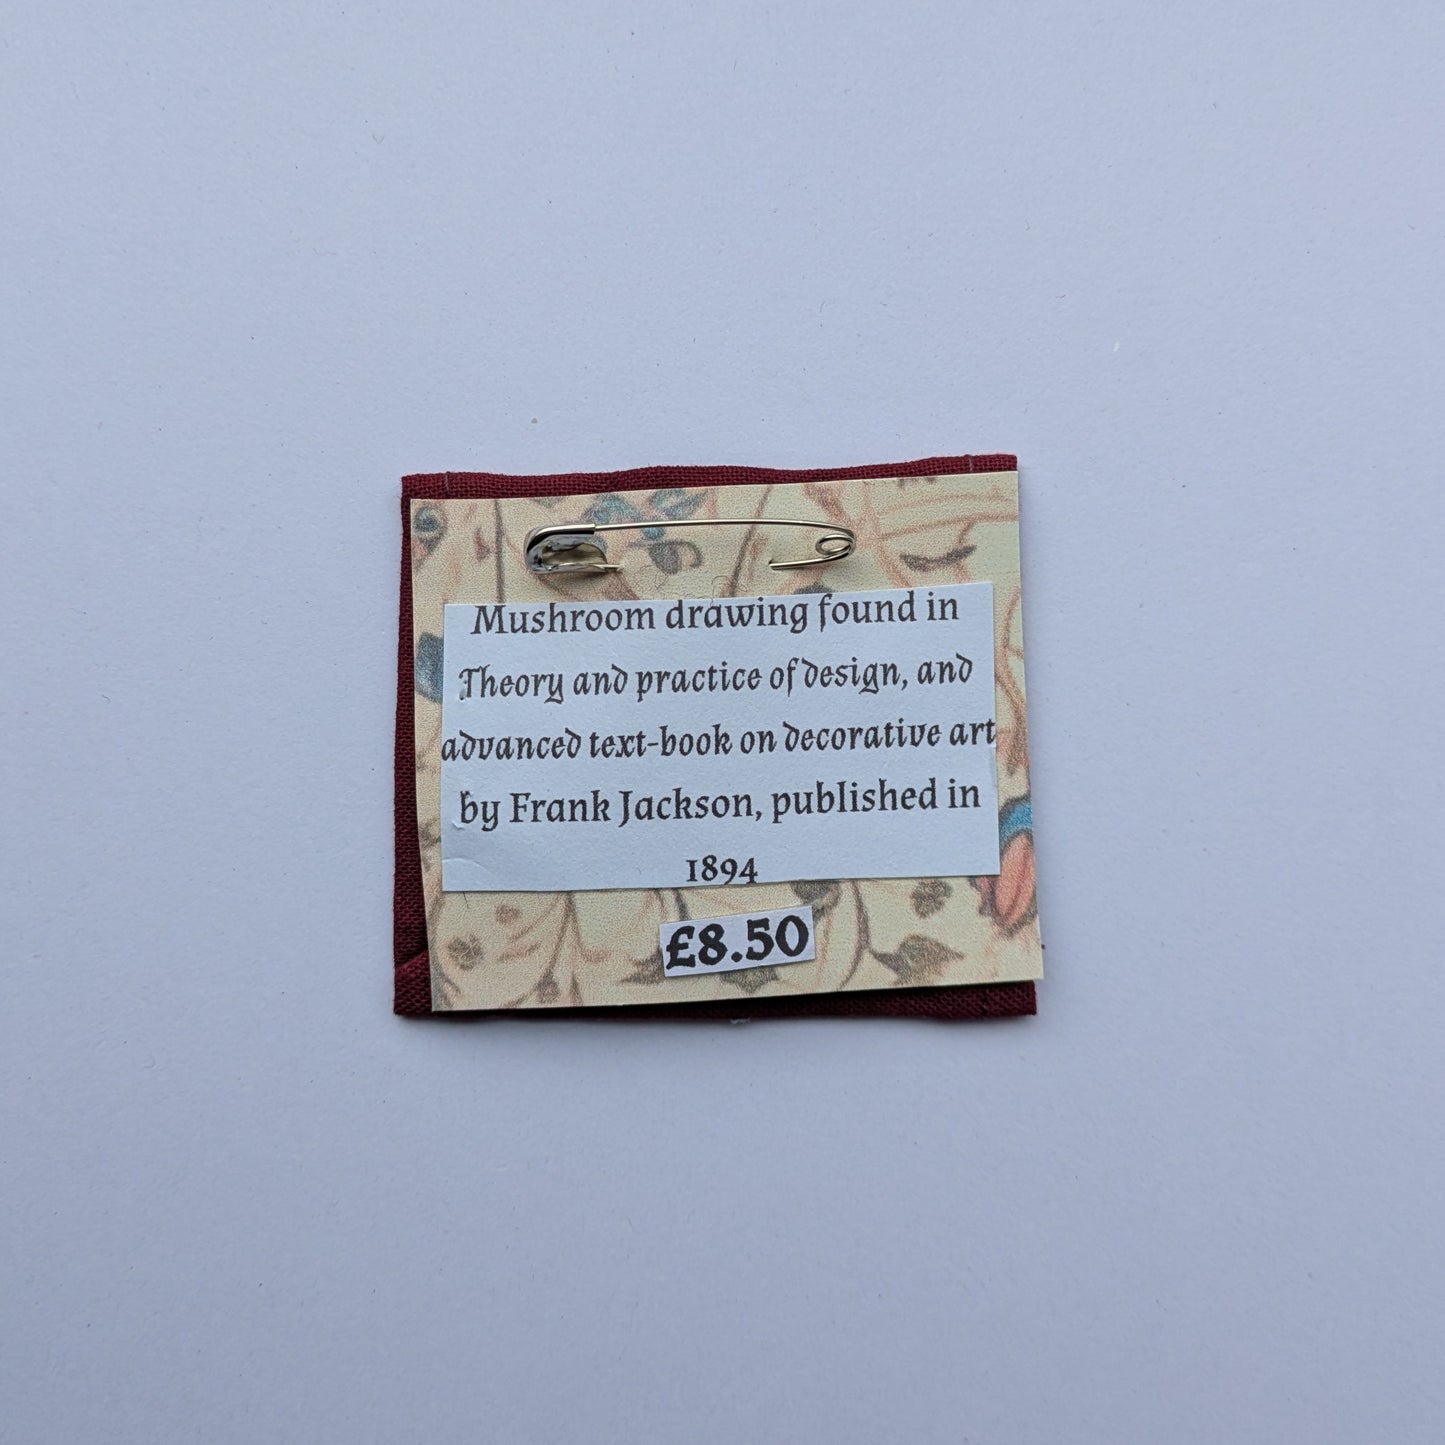 Mushroom drawing found in
Theory and practice of design, and
advanced text-book on decorative art
by Frank Jackson, published in
1894
£8.50